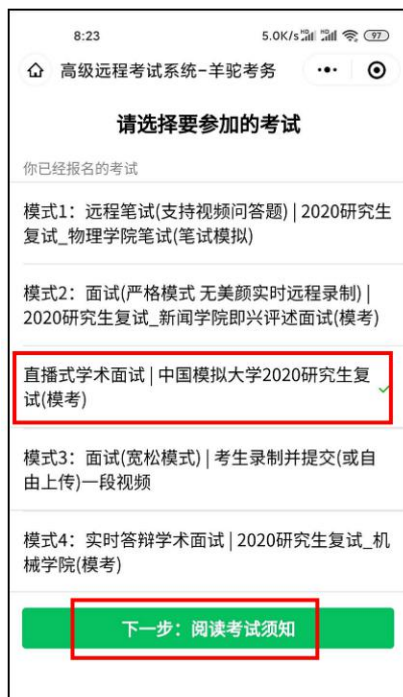 8:23
5.0K/s HD HD 97
高级远程考试系统-羊驼考务
请选择要参加的考试
你已经报名的考试
模式1：远程笔试(支持视频问答题) | 2020研究生
复试_物理学院笔试(笔试模拟)
模式2：面试(严格模式 无美颜实时远程录制) |
2020研究生复试_新闻学院即兴评述面试(模考)
直播式学术面试 | 中国模拟大学2020研究生复
试(模考)
模式3：面试(宽松模式) | 考生录制并提交(或自
由上传)一段视频
模式4：实时答辩学术面试 | 2020研究生复试_机
械学院(模考)
下一步：阅读考试须知